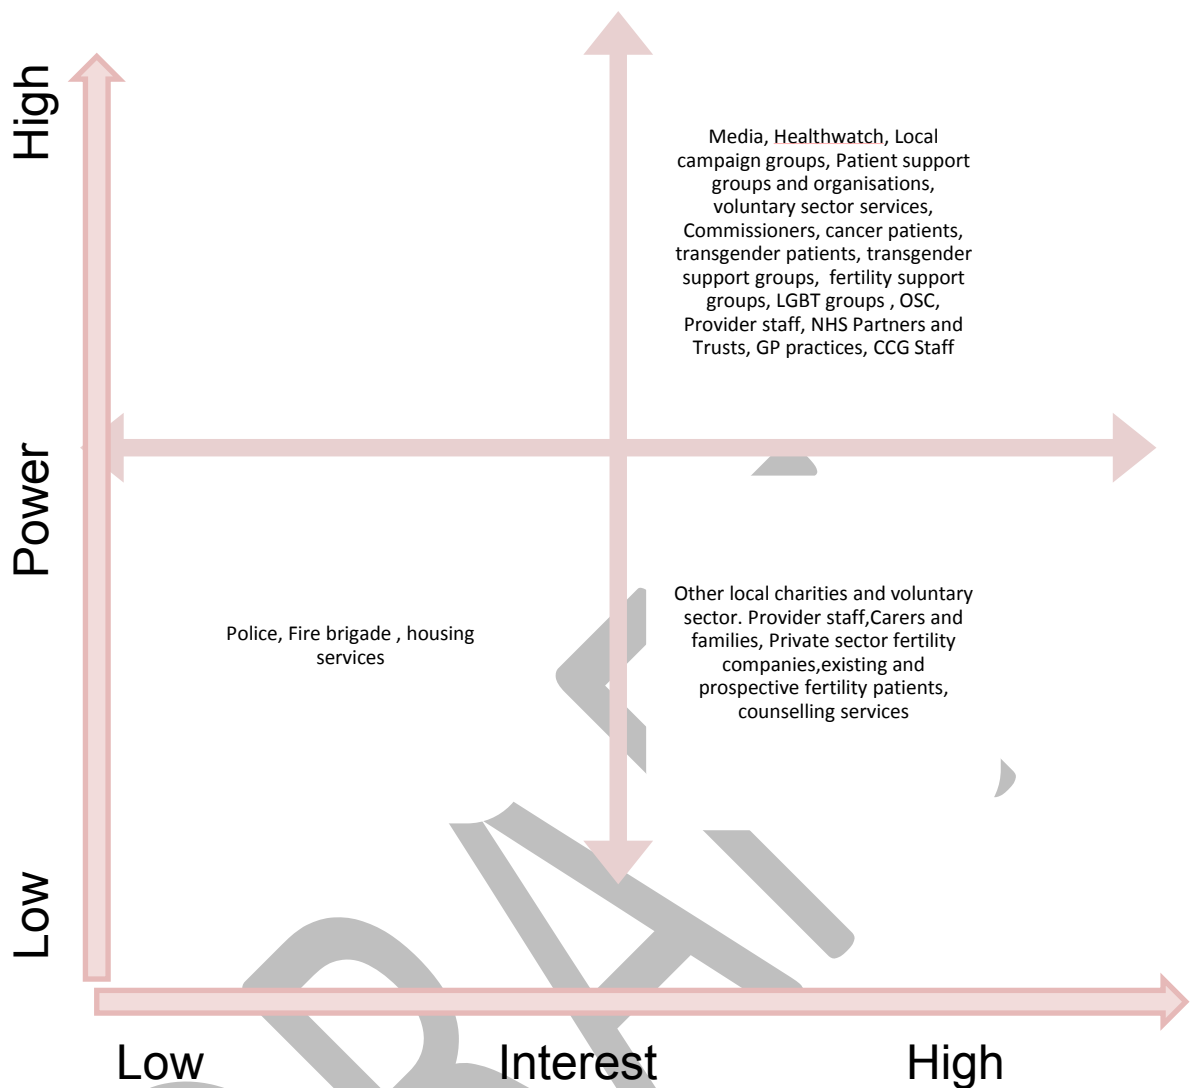 High
Media, Healthwatch, Local
campaign groups, Patient support
groups and organisations,
voluntary sector services,
Commissioners, cancer patients,
transgender patients, transgender
support groups,  fertility support
groups, LGBT groups , OSC,
Provider staff, NHS Partners and
Trusts, GP practices, CCG Staff
Power
Police, Fire brigade , housing
services
Other local charities and voluntary
sector. Provider staff,Carers and
families, Private sector fertility
companies,existing and
prospective fertility patients,
counselling services
Low
Low
Interest
High